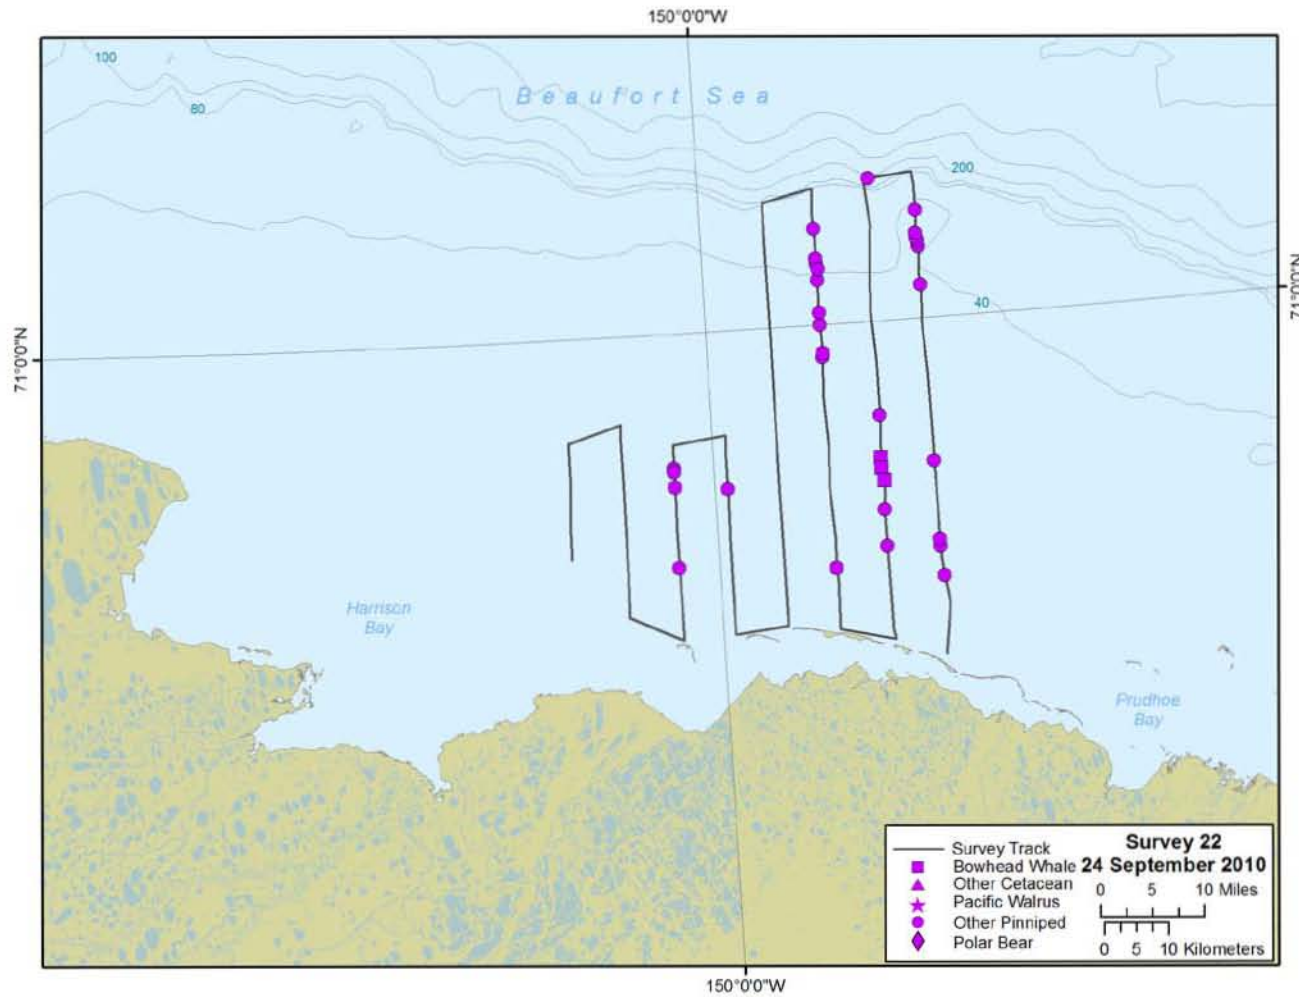 150°0'0"W
100
80
Beaufort Sea
200
71°0'0"N
40
71°0'0"N
Harrison
Bay
Prudhoe
Bay
Survey Track
Bowhead Whale
Other Cetacean
Pacific Walrus
Other Pinniped
Polar Bear
Survey 22
24 September 2010
0 5 10 Miles
0 5 10 Kilometers
150°0'0"W